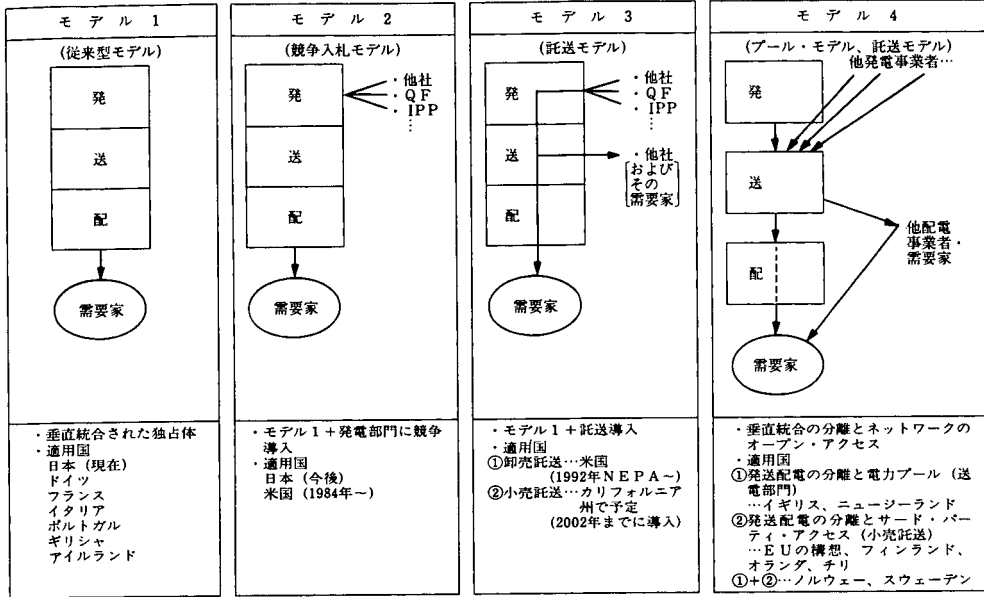 モデル1
(従来型モデル)
発
送
配
需要家
・垂直統合された独占体
・適用国
日本(現在)
ドイツ
フランス
イタリア
ポルトガル
ギリシャ
アイルランド
モデル2
(競争入札モデル)
発
・他社
・QF
・IPP
…
送
配
需要家
・モデル1+発電部門に競争
導入
・適用国
日本(今後)
米国(1984年~)
モデル3
(託送モデル)
発
・他社
・QF
・IPP
…
送
・他社
[および
その
需要家]
配
需要家
・モデル1+託送導入
・適用国
①卸売託送…米国
(1992年NEPA~)
②小売託送…カリフォルニア
州で予定
(2002年までに導入)
モデル4
(プール・モデル、託送モデル)
他発電事業者…
発
送
他配電
事業者・
需要家
配
需要家
・垂直統合の分離とネットワークの
オープン・アクセス
・適用国
①発送配電の分離と電力プール(送
電部門)
…イギリス、ニュージーランド
②発送配電の分離とサード・パー
ティ・アクセス(小売託送)
…EUの構想、フィンランド、
オランダ、チリ
①+②…ノルウェー、スウェーデン